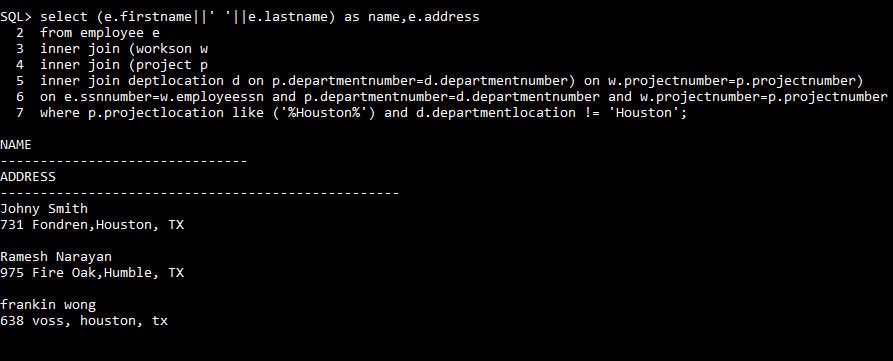 SQL> select (e.firstname||' '||e.lastname) as name,e.address
  2  from employee e
  3  inner join (workson w
  4  inner join (project p
  5  inner join deptlocation d on p.departmentnumber=d.departmentnumber) on w.projectnumber=p.projectnumber)
  6  on e.ssnnumber=w.employeessn and p.departmentnumber=d.departmentnumber and w.projectnumber=p.projectnumber
  7  where p.projectlocation like ('%Houston%') and d.departmentlocation != 'Houston';
NAME
-------------------------------
ADDRESS
--------------------------------------------------
Johny Smith
731 Fondren,Houston, TX
Ramesh Narayan
975 Fire Oak,Humble, TX
frankin wong
638 voss, houston, tx